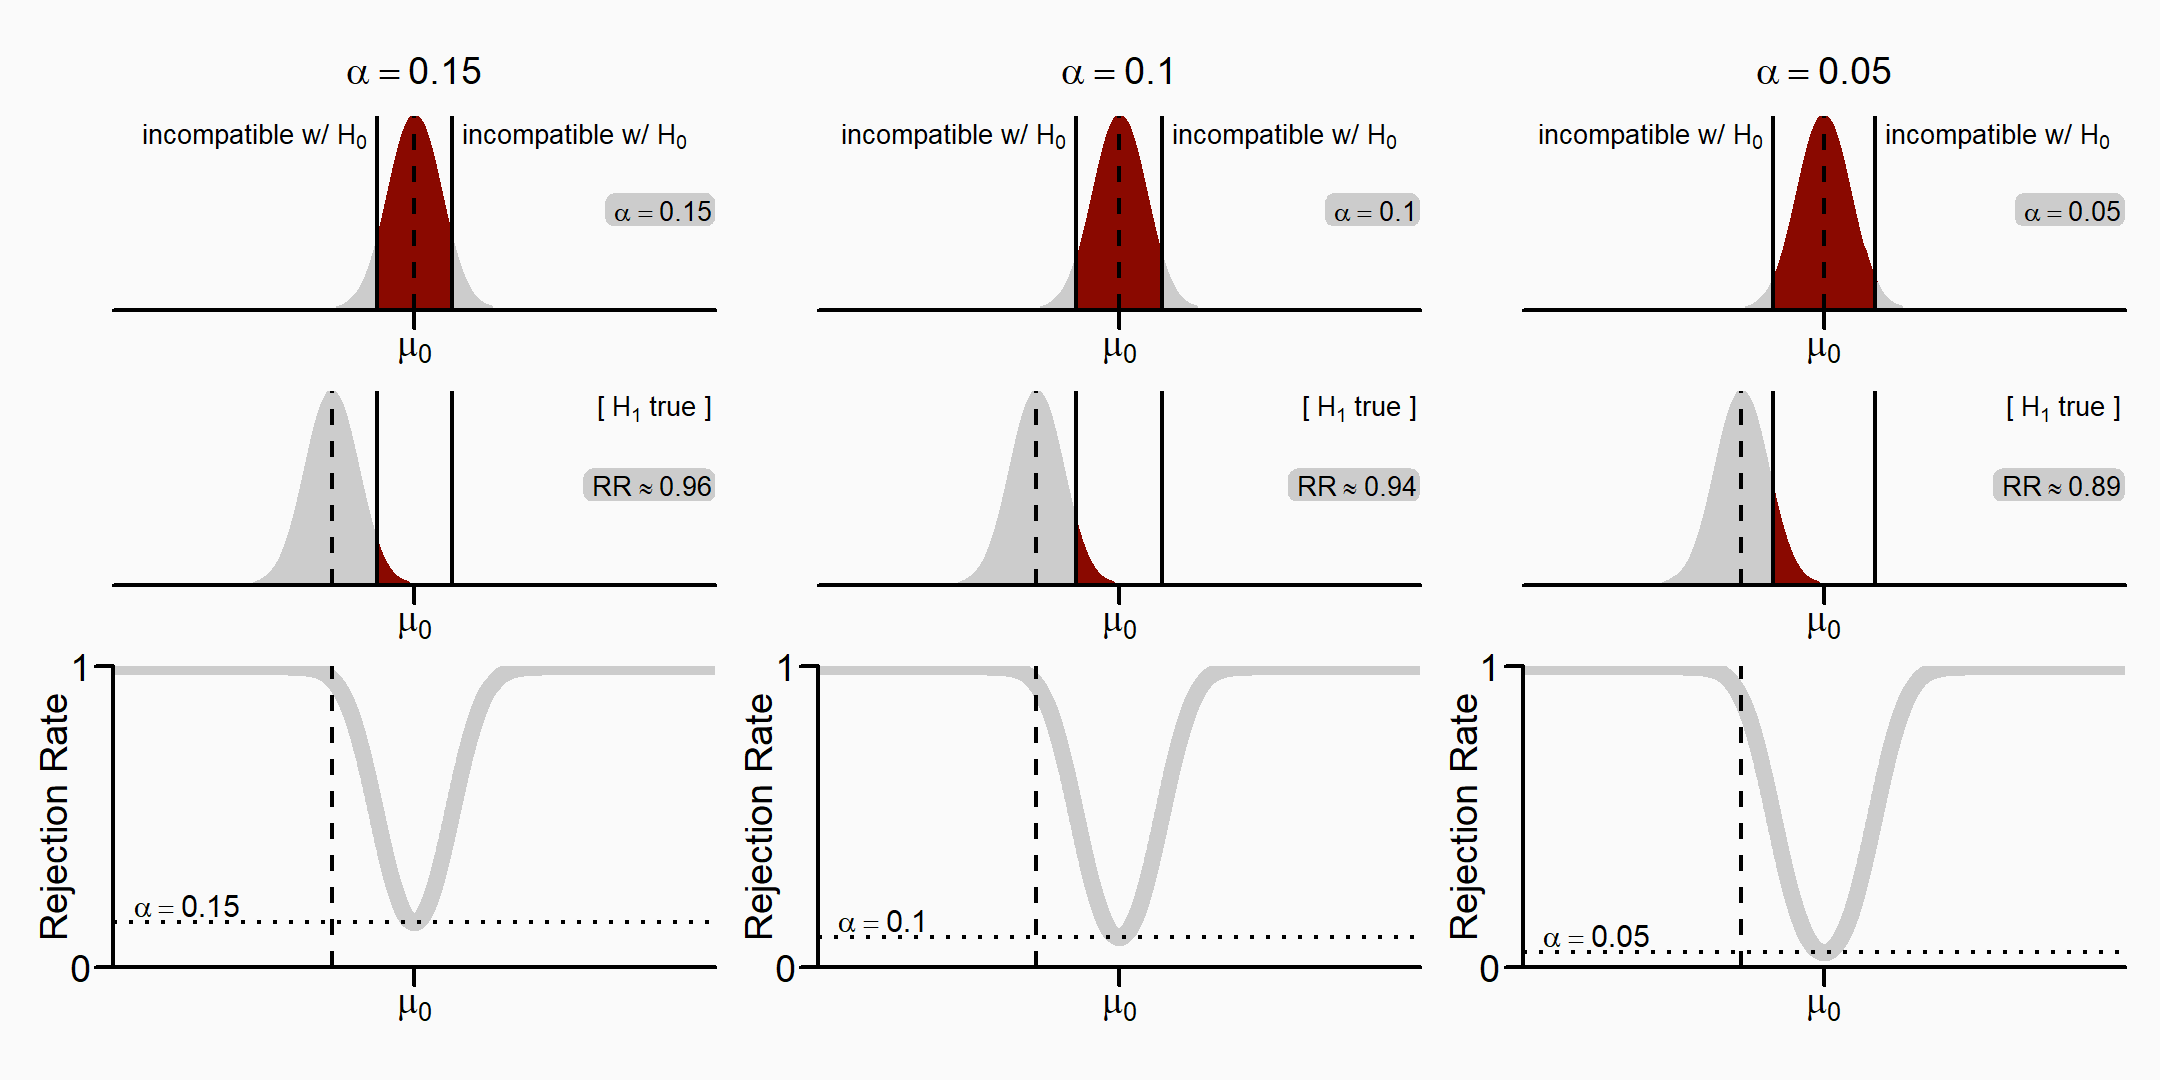 α = 0.15
α = 0.1
α = 0.05
incompatible w/ H₀
incompatible w/ H₀
incompatible w/ H₀
incompatible w/ H₀
incompatible w/ H₀
incompatible w/ H₀
α = 0.15
α = 0.1
α = 0.05
μ₀
μ₀
μ₀
[ H₁ true ]
[ H₁ true ]
[ H₁ true ]
RR ≈ 0.96
RR ≈ 0.94
RR ≈ 0.89
μ₀
μ₀
μ₀
1
1
1
Rejection Rate
Rejection Rate
Rejection Rate
α = 0.15
α = 0.1
α = 0.05
0
0
0
μ₀
μ₀
μ₀